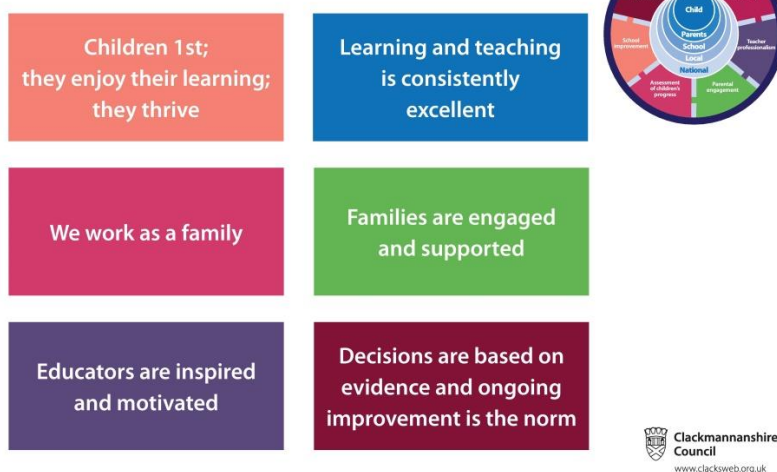 Children 1st;
they enjoy their learning;
they thrive
Learning and teaching
is consistently
excellent
We work as a family
Families are engaged
and supported
Educators are inspired
and motivated
Decisions are based on
evidence and ongoing
improvement is the norm
Child
Parents
School
Local
National
School
improvement
Teacher
professionalism
Assessment
of children's
progress
Parental
engagement
Clackmannanshire
Council
www.clacksweb.org.uk